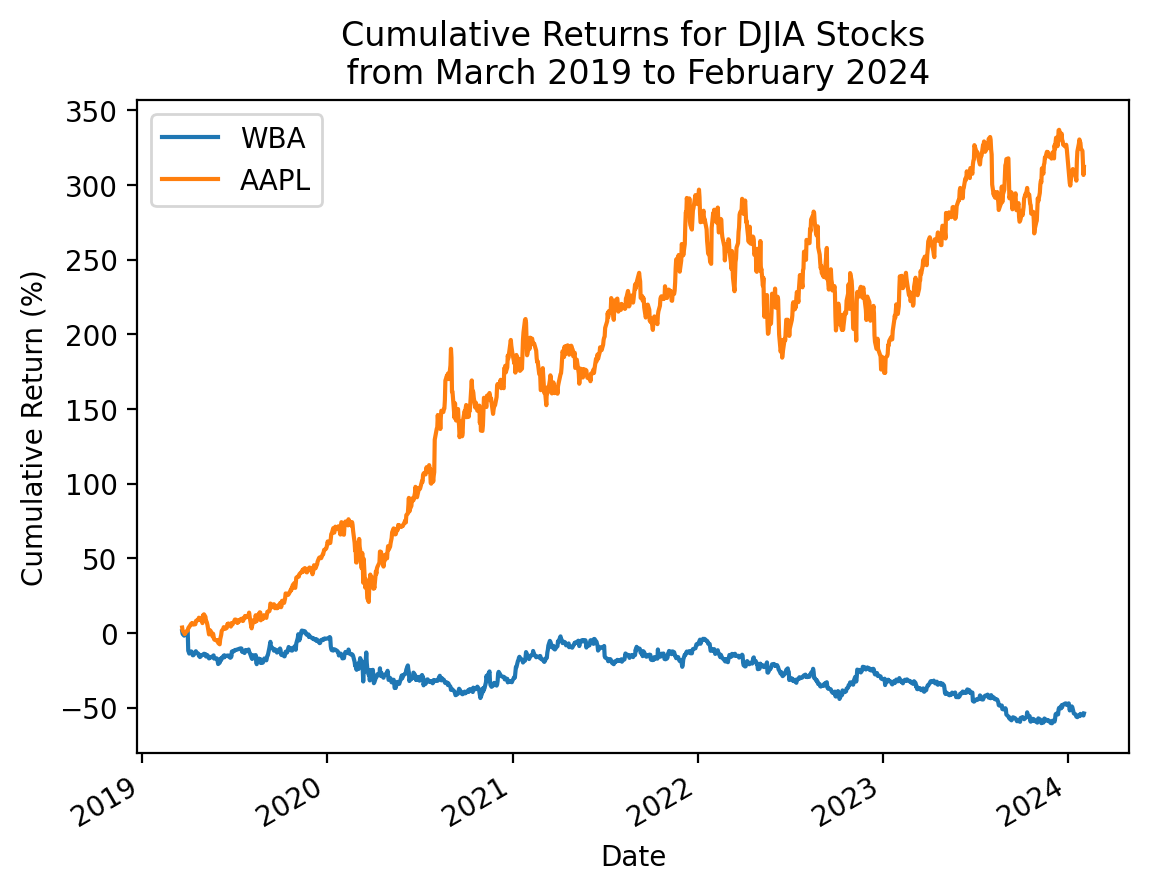 Cumulative Returns for DJIA Stocks
from March 2019 to February 2024
WBA
AAPL
350
300
250
200
150
100
50
0
−50
Cumulative Return (%)
2019
2020
2021
2022
2023
2024
Date